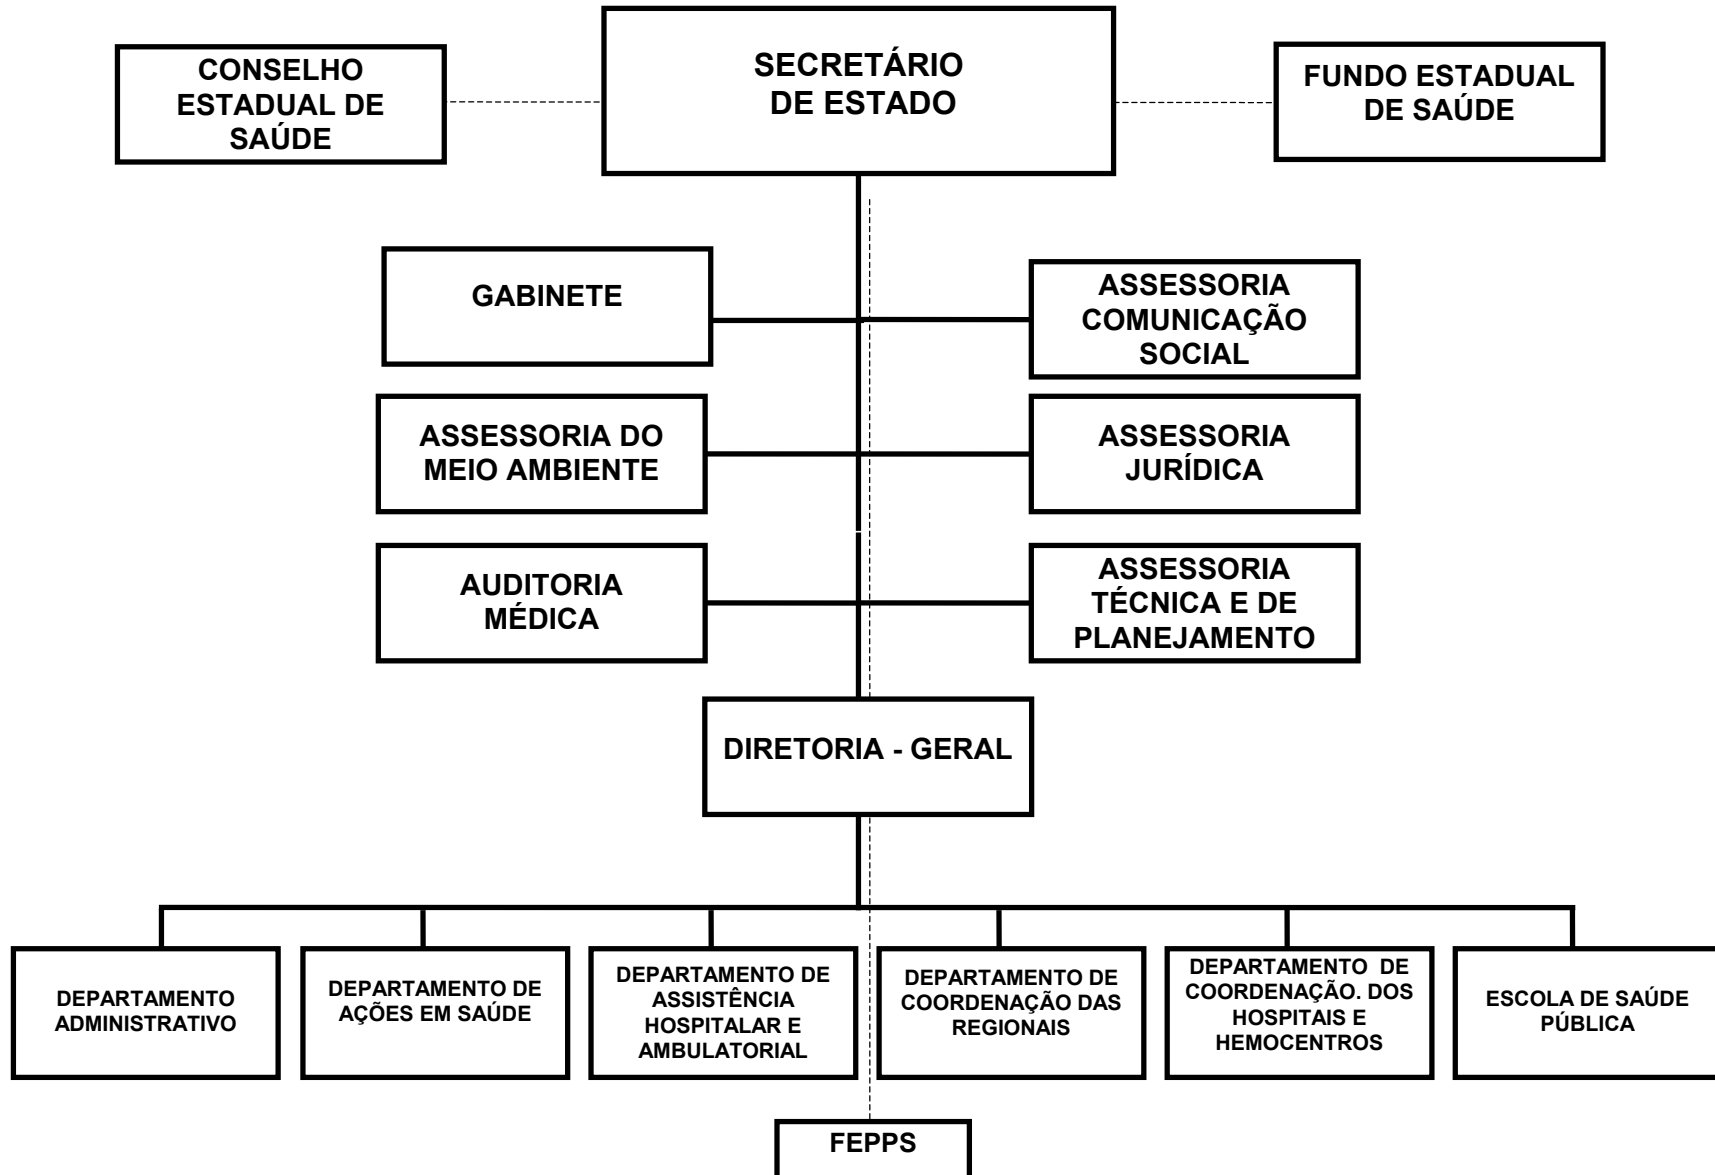 CONSELHO
ESTADUAL DE
SAÚDE
SECRETÁRIO
DE ESTADO
FUNDO ESTADUAL
DE SAÚDE
GABINETE
ASSESSORIA
COMUNICAÇÃO
SOCIAL
ASSESSORIA DO
MEIO AMBIENTE
ASSESSORIA
JURÍDICA
AUDITORIA
MÉDICA
ASSESSORIA
TÉCNICA E DE
PLANEJAMENTO
DIRETORIA - GERAL
DEPARTAMENTO
ADMINISTRATIVO
DEPARTAMENTO DE
AÇÕES EM SAÚDE
DEPARTAMENTO DE
ASSISTÊNCIA
HOSPITALAR E
AMBULATORIAL
DEPARTAMENTO DE
COORDENAÇÃO DAS
REGIONAIS
DEPARTAMENTO DE
COORDENAÇÃO. DOS
HOSPITAIS E
HEMOCENTROS
ESCOLA DE SAÚDE
PÚBLICA
FEPPS